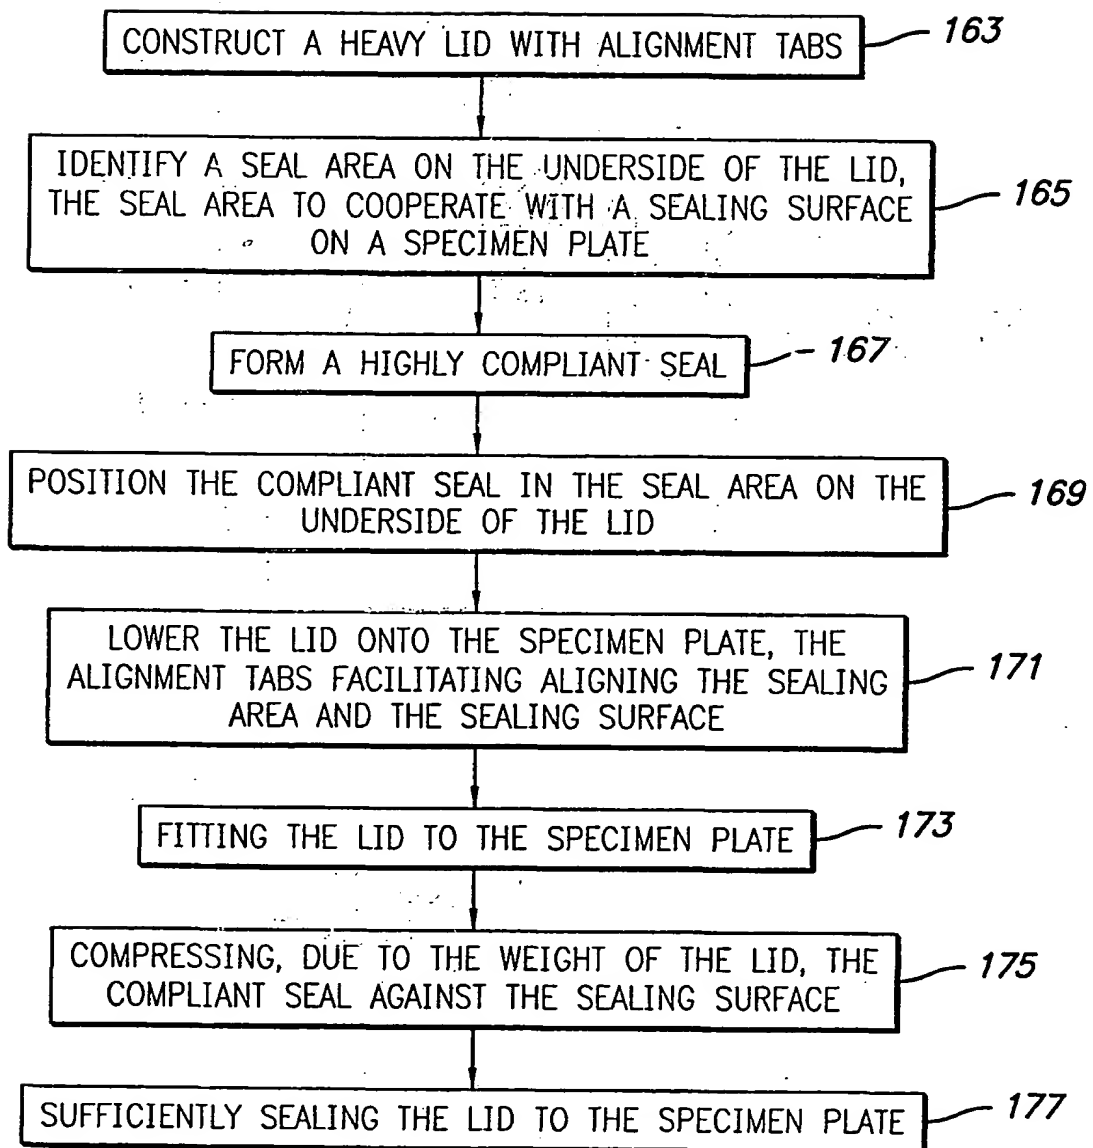 CONSTRUCT A HEAVY LID WITH ALIGNMENT TABS
163
IDENTIFY A SEAL AREA ON THE UNDERSIDE OF THE LID,
THE SEAL AREA TO COOPERATE WITH A SEALING SURFACE
ON A SPECIMEN PLATE
165
FORM A HIGHLY COMPLIANT SEAL
167
POSITION THE COMPLIANT SEAL IN THE SEAL AREA ON THE
UNDERSIDE OF THE LID
169
LOWER THE LID ONTO THE SPECIMEN PLATE, THE
ALIGNMENT TABS FACILITATING ALIGNING THE SEALING
AREA AND THE SEALING SURFACE
171
FITTING THE LID TO THE SPECIMEN PLATE
173
COMPRESSING, DUE TO THE WEIGHT OF THE LID, THE
COMPLIANT SEAL AGAINST THE SEALING SURFACE
175
SUFFICIENTLY SEALING THE LID TO THE SPECIMEN PLATE
177